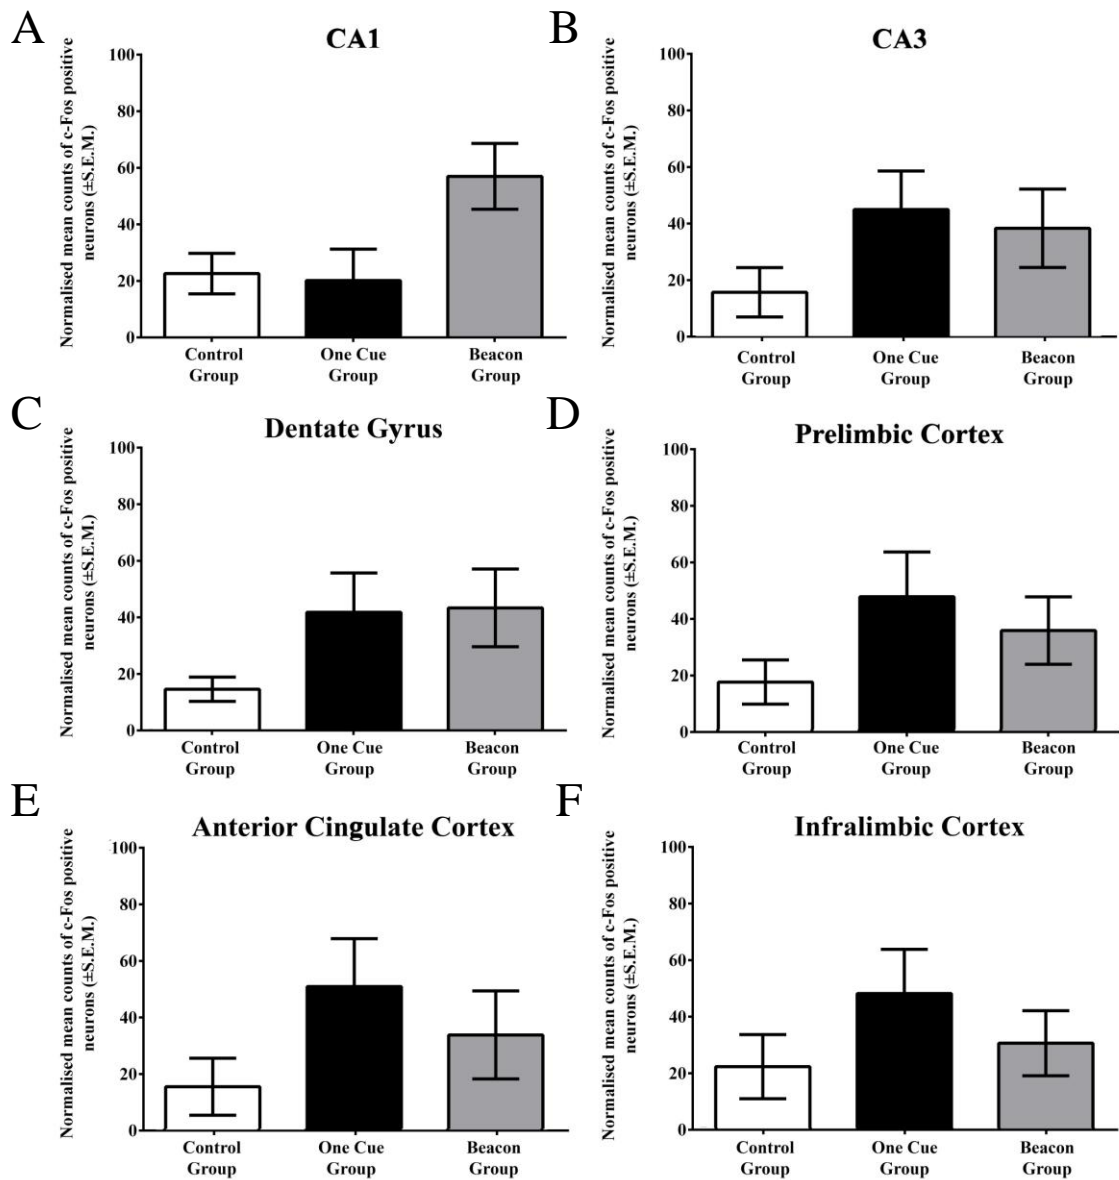 A
CA1
Normalised mean counts of c-Fos positive
neurons (±S.E.M.)
100
80
60
40
20
0
Control
Group
One Cue
Group
Beacon
Group
B
CA3
Normalised mean counts of c-Fos positive
neurons (±S.E.M.)
100
80
60
40
20
0
Control
Group
One Cue
Group
Beacon
Group
C
Dentate Gyrus
Normalised mean counts of c-Fos positive
neurons (±S.E.M.)
100
80
60
40
20
0
Control
Group
One Cue
Group
Beacon
Group
D
Prelimbic Cortex
Normalised mean counts of c-Fos positive
neurons (±S.E.M.)
100
80
60
40
20
0
Control
Group
One Cue
Group
Beacon
Group
E
Anterior Cingulate Cortex
Normalised mean counts of c-Fos positive
neurons (±S.E.M.)
100
80
60
40
20
0
Control
Group
One Cue
Group
Beacon
Group
F
Infralimbic Cortex
Normalised mean counts of c-Fos positive
neurons (±S.E.M.)
100
80
60
40
20
0
Control
Group
One Cue
Group
Beacon
Group